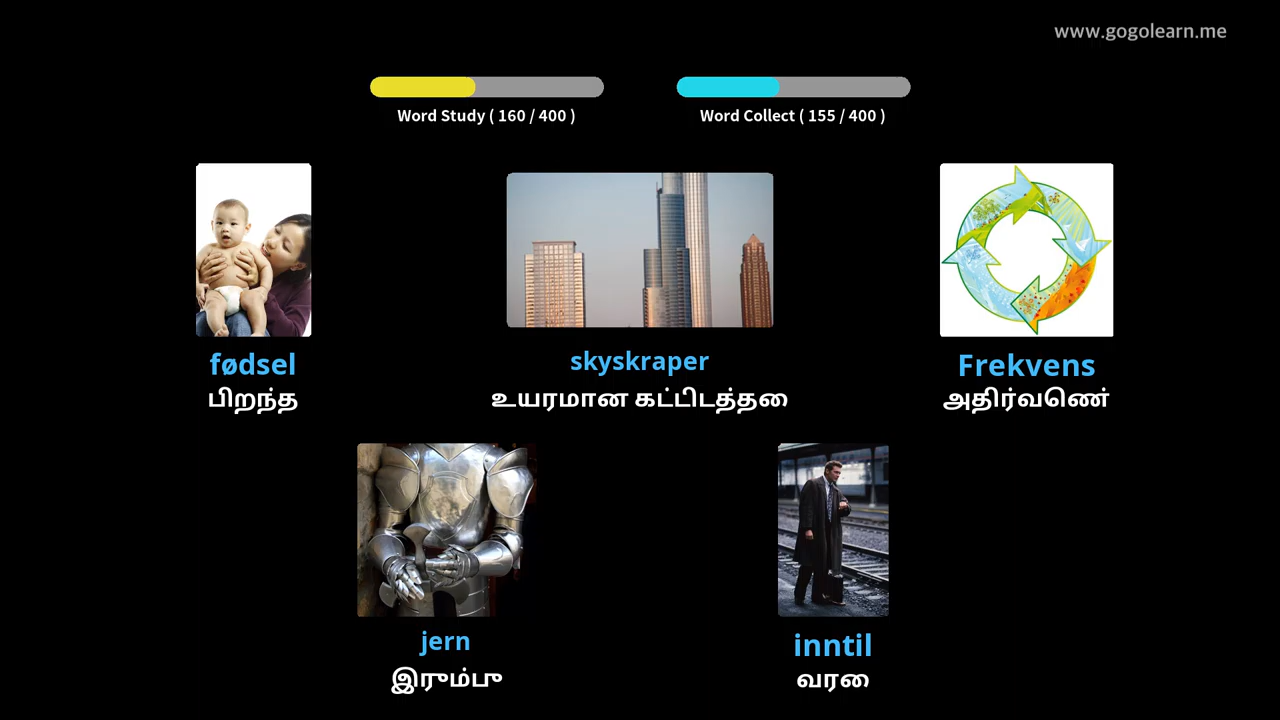 www.gogolearn.me
Word Study ( 160 / 400 )
Word Collect ( 155 / 400 )
fødsel
பிறந்த
skyskraper
உயரமான கட்டிடத்தை
Frekvens
அதிர்வெண்
jern
இரும்பு
inntil
வரை